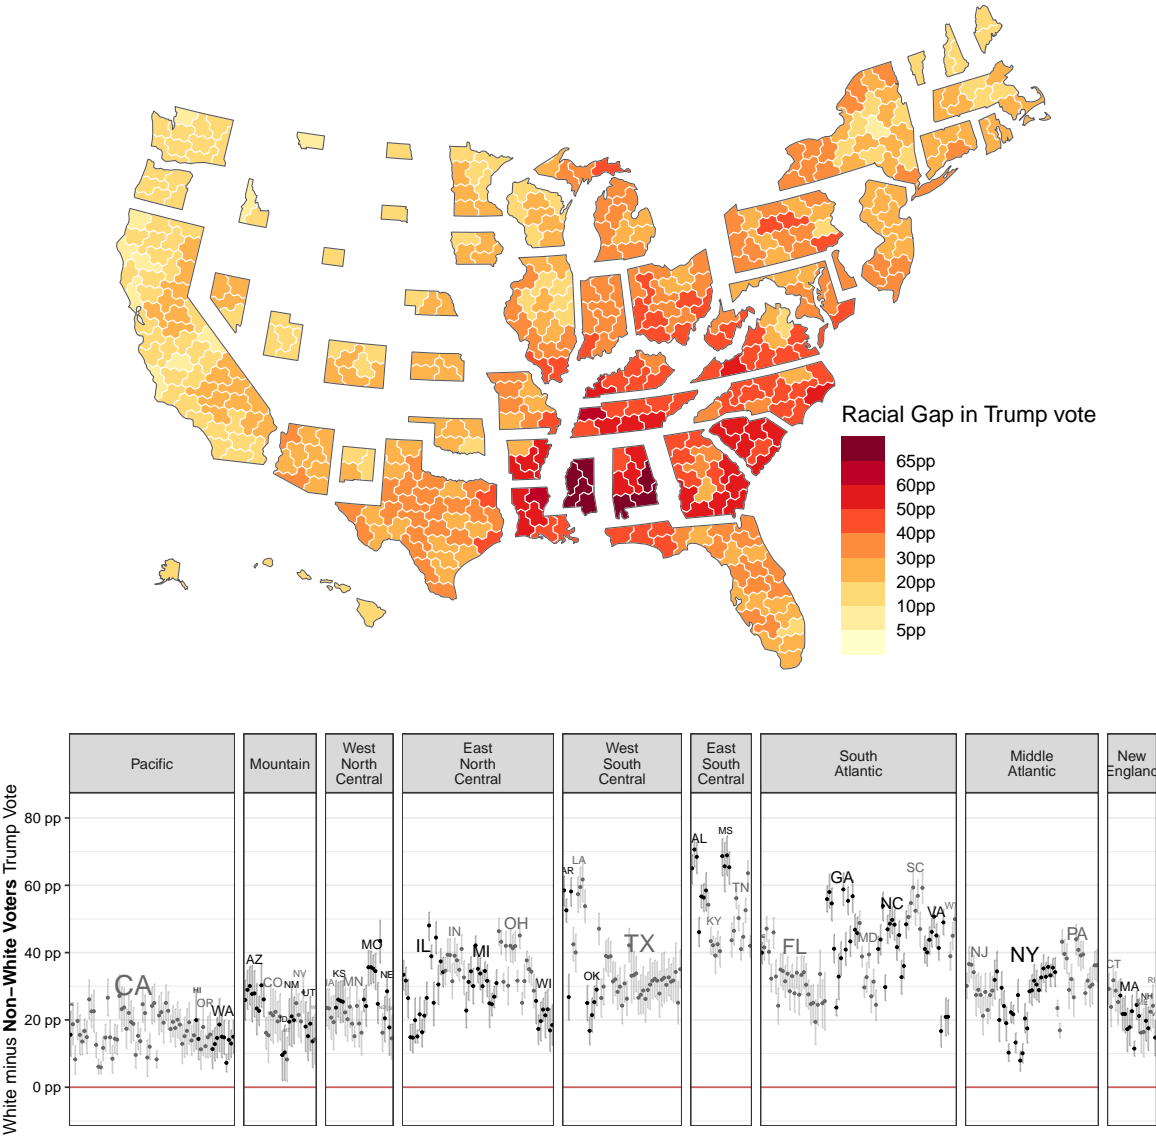 Racial Gap in Trump vote
65pp
60pp
50pp
40pp
30pp
20pp
10pp
5pp
Pacific
Mountain
West
North
Central
East
North
Central
West
South
Central
East
South
Central
South
Atlantic
Middle
Atlantic
New
England
White minus Non−White Voters Trump Vote
80 pp
60 pp
40 pp
20 pp
0 pp
CA
HI
OR
WA
AZ
CO
ID
NM
NV
UT
KS
MN
MO
NE
IL
IN
MI
OH
WI
AR
LA
OK
TX
AL
KY
MS
TN
FL
GA
MD
NC
SC
VA
NJ
NY
PA
CT
MA
NH